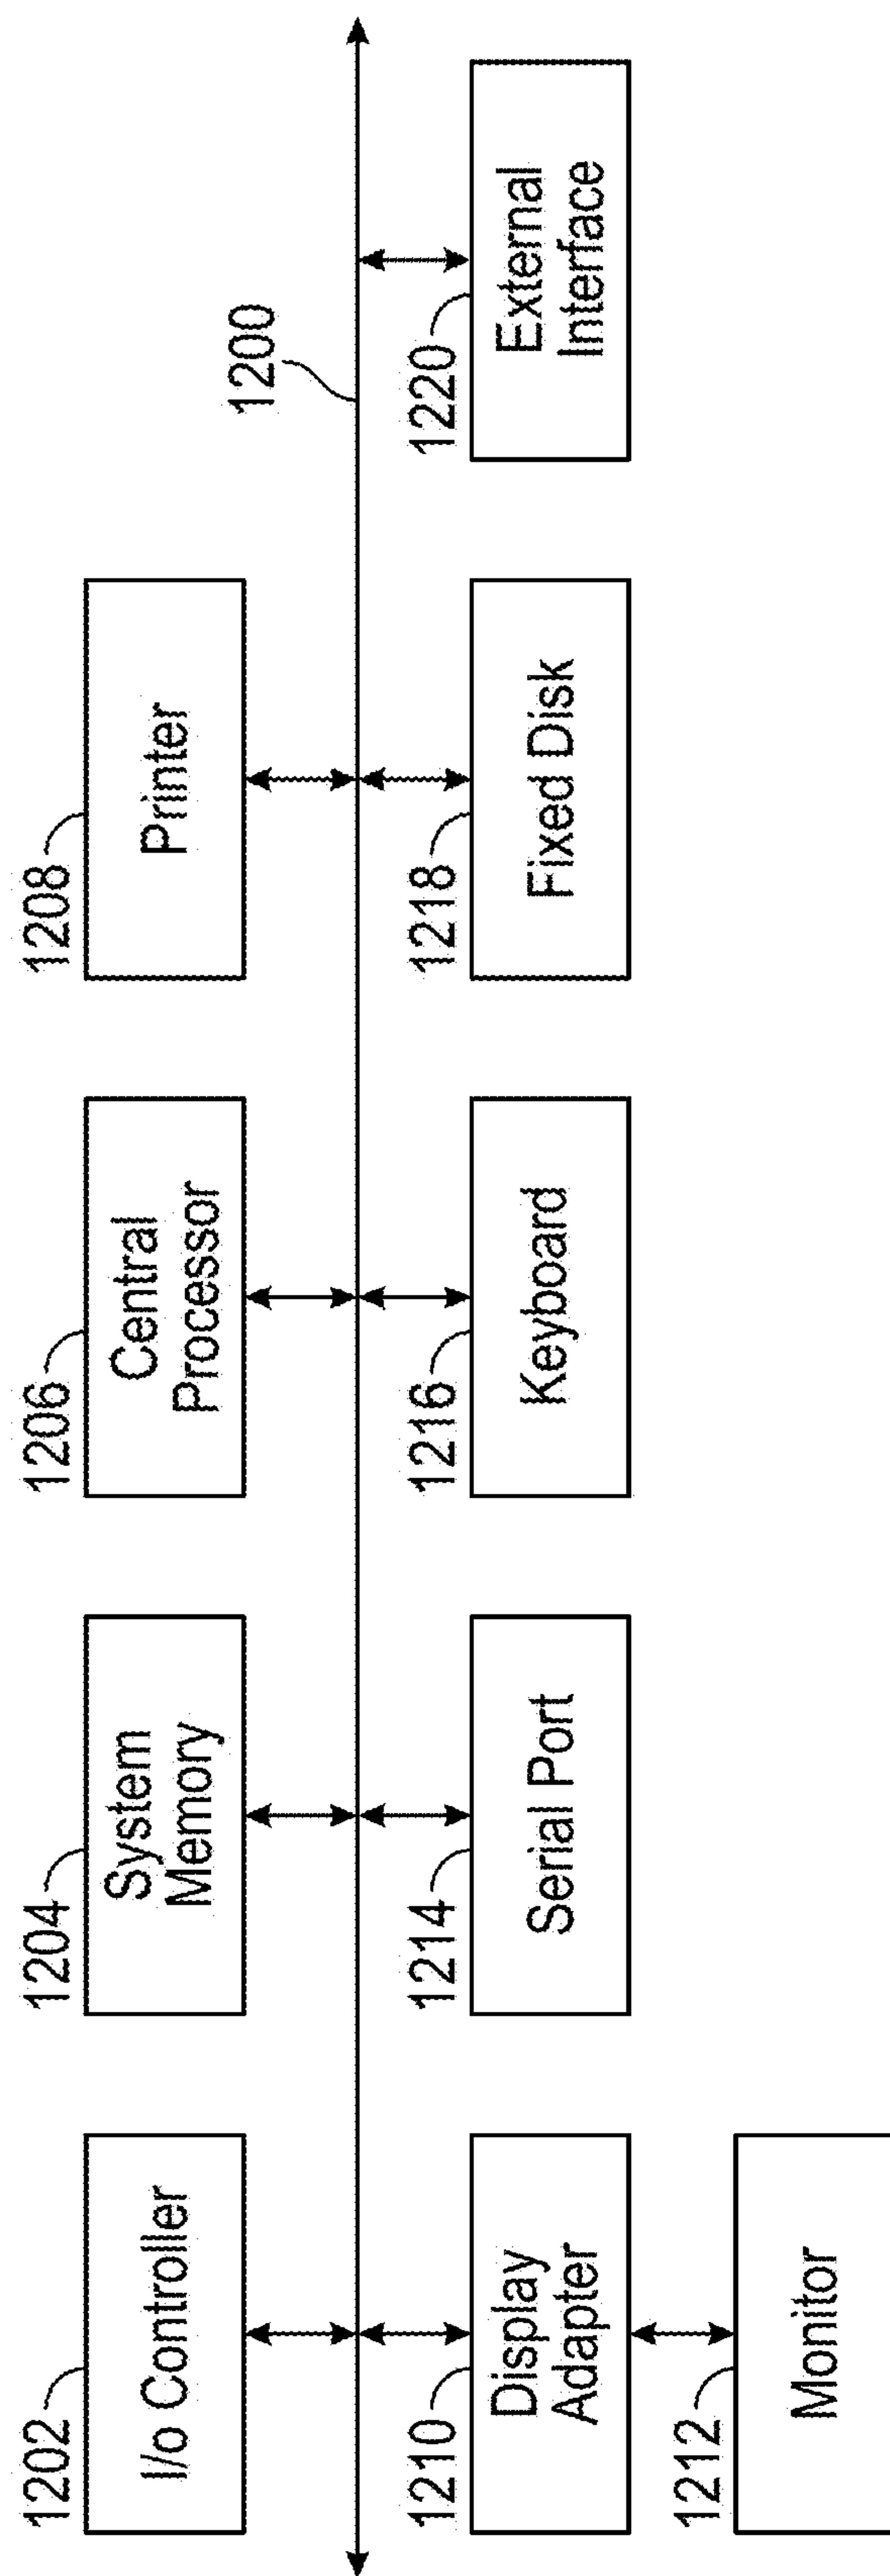 1202
I/o Controller
1204
System
Memory
1206
Central
Processor
1208
Printer
1200
1210
Display
Adapter
1214
Serial Port
1216
Keyboard
1218
Fixed Disk
1220
External
Interface
1212
Monitor